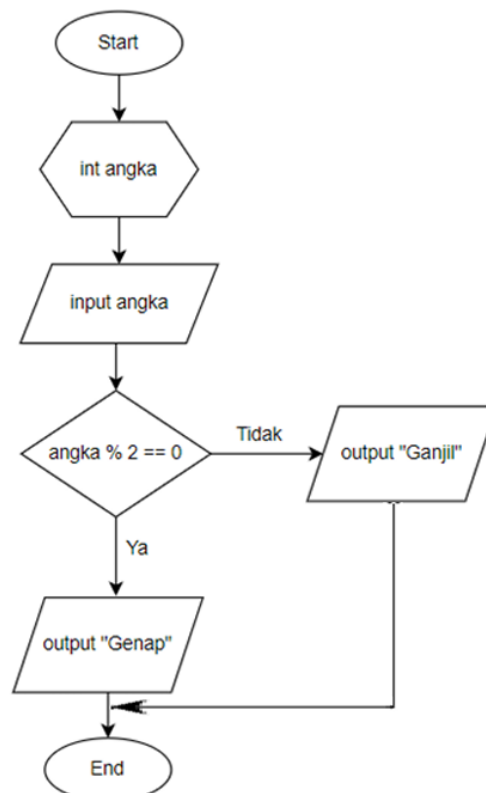 Start
int angka
input angka
angka % 2 == 0
Tidak
output "Ganjil"
Ya
output "Genap"
End